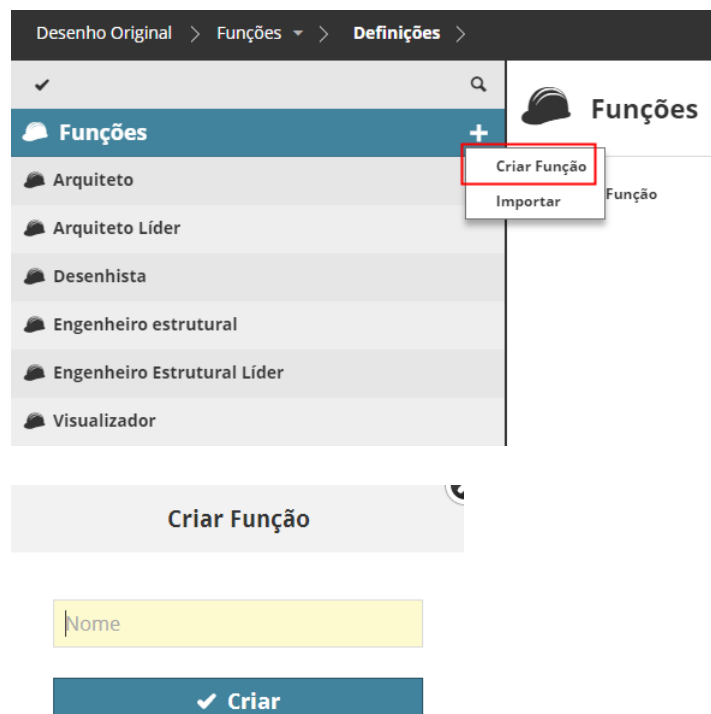 Desenho Original > Funções > Definições >
Funções
Funções
Criar Função
Importar
Função
Arquiteto
Arquiteto Líder
Desenhista
Engenheiro estrutural
Engenheiro Estrutural Líder
Visualizador
Criar Função
Nome
Criar